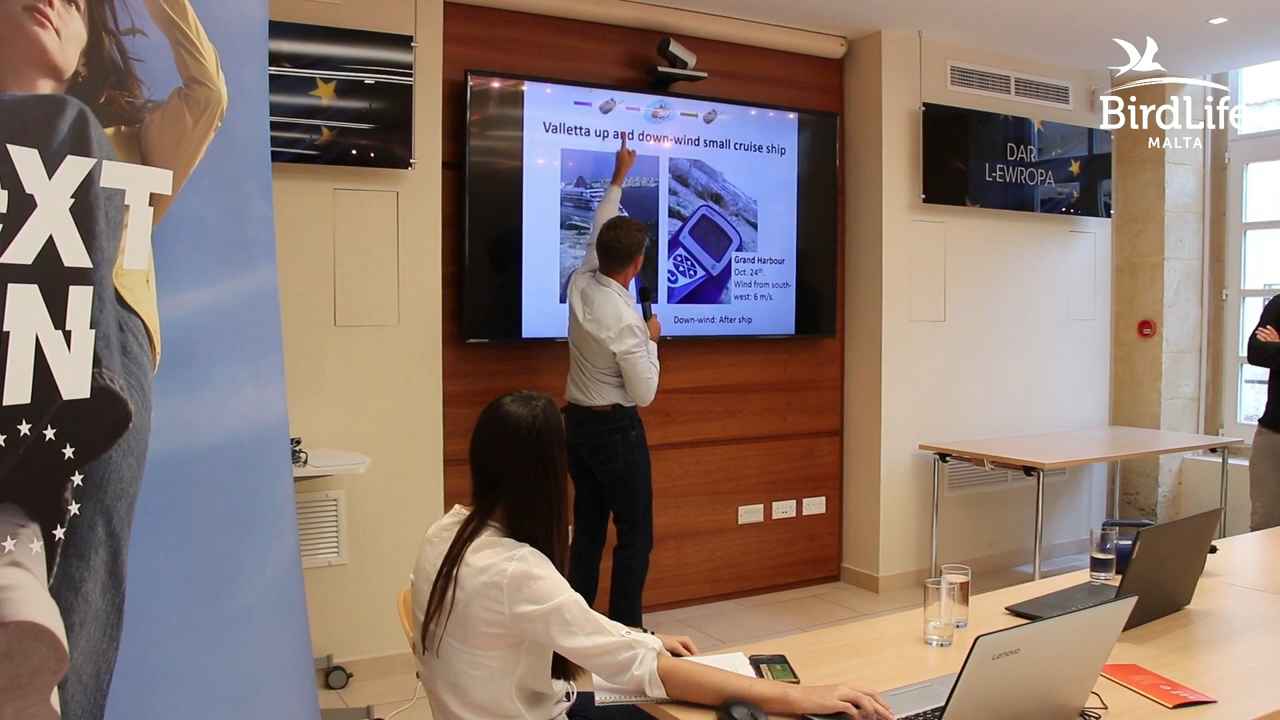 BirdLife
MALTA
eXT
N
DAR
L-EWROPA
Valletta up and down-wind small cruise ship
Grand Harbour
Oct. 24th.
Wind from south-
west: 6 m/s.
Down-wind: After ship
Lenovo